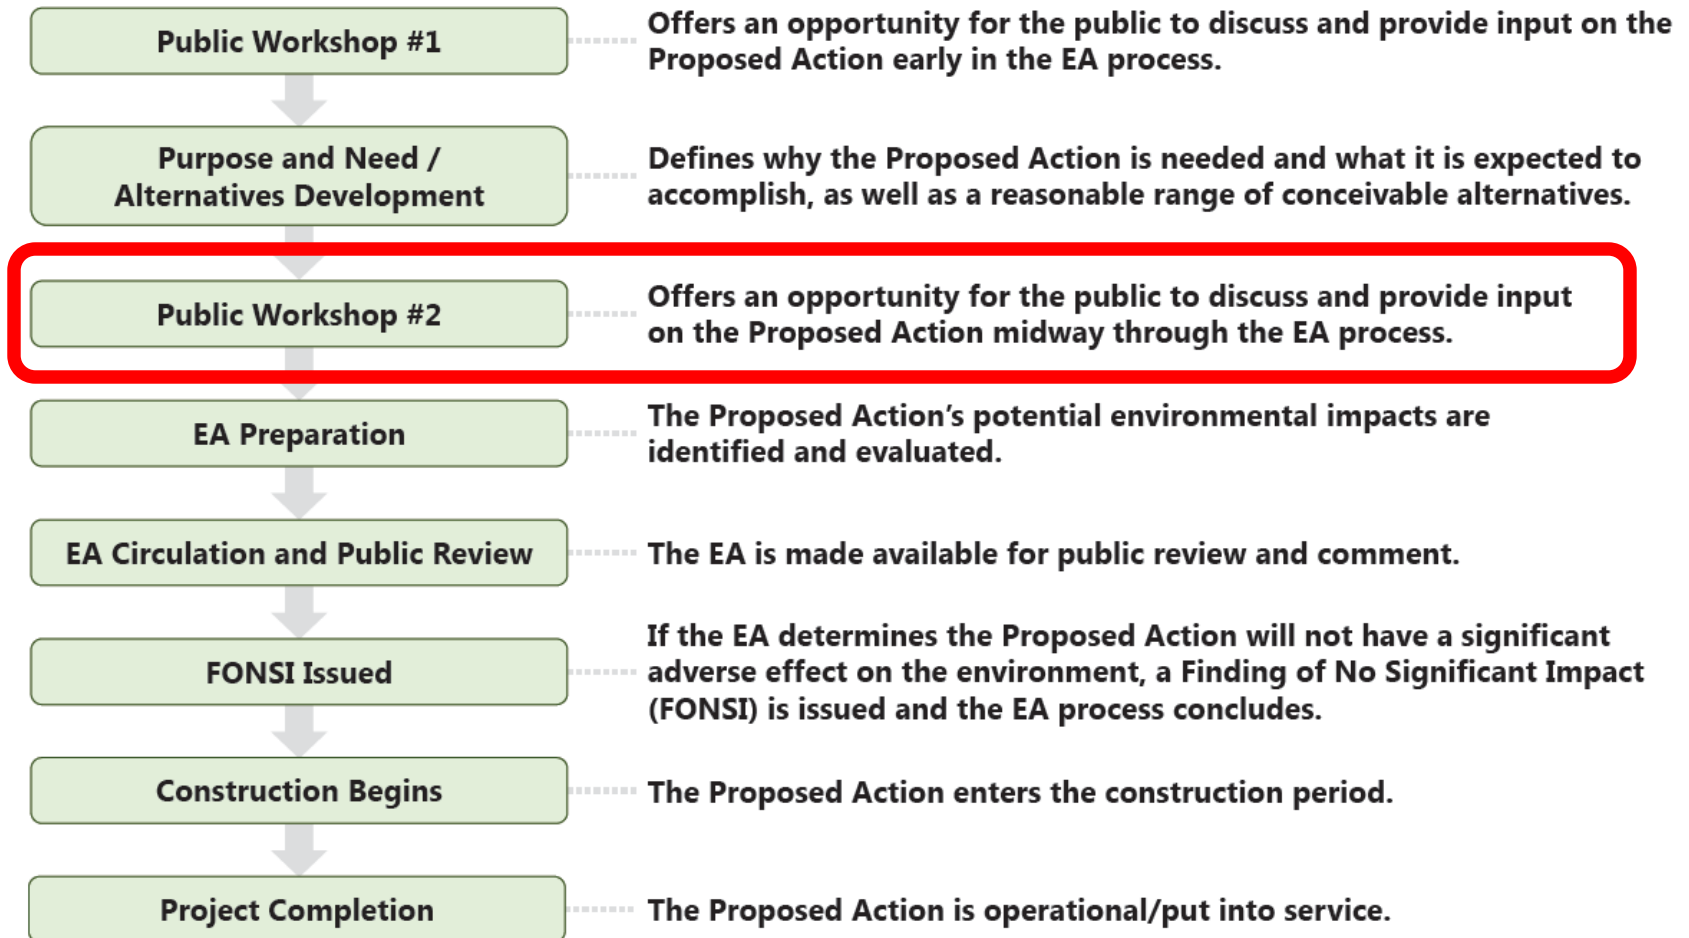 Public Workshop #1
Offers an opportunity for the public to discuss and provide input on the
Proposed Action early in the EA process.
Purpose and Need /
Alternatives Development
Defines why the Proposed Action is needed and what it is expected to
accomplish, as well as a reasonable range of conceivable alternatives.
Public Workshop #2
Offers an opportunity for the public to discuss and provide input
on the Proposed Action midway through the EA process.
EA Preparation
The Proposed Action’s potential environmental impacts are
identified and evaluated.
EA Circulation and Public Review
The EA is made available for public review and comment.
FONSI Issued
If the EA determines the Proposed Action will not have a significant
adverse effect on the environment, a Finding of No Significant Impact
(FONSI) is issued and the EA process concludes.
Construction Begins
The Proposed Action enters the construction period.
Project Completion
The Proposed Action is operational/put into service.